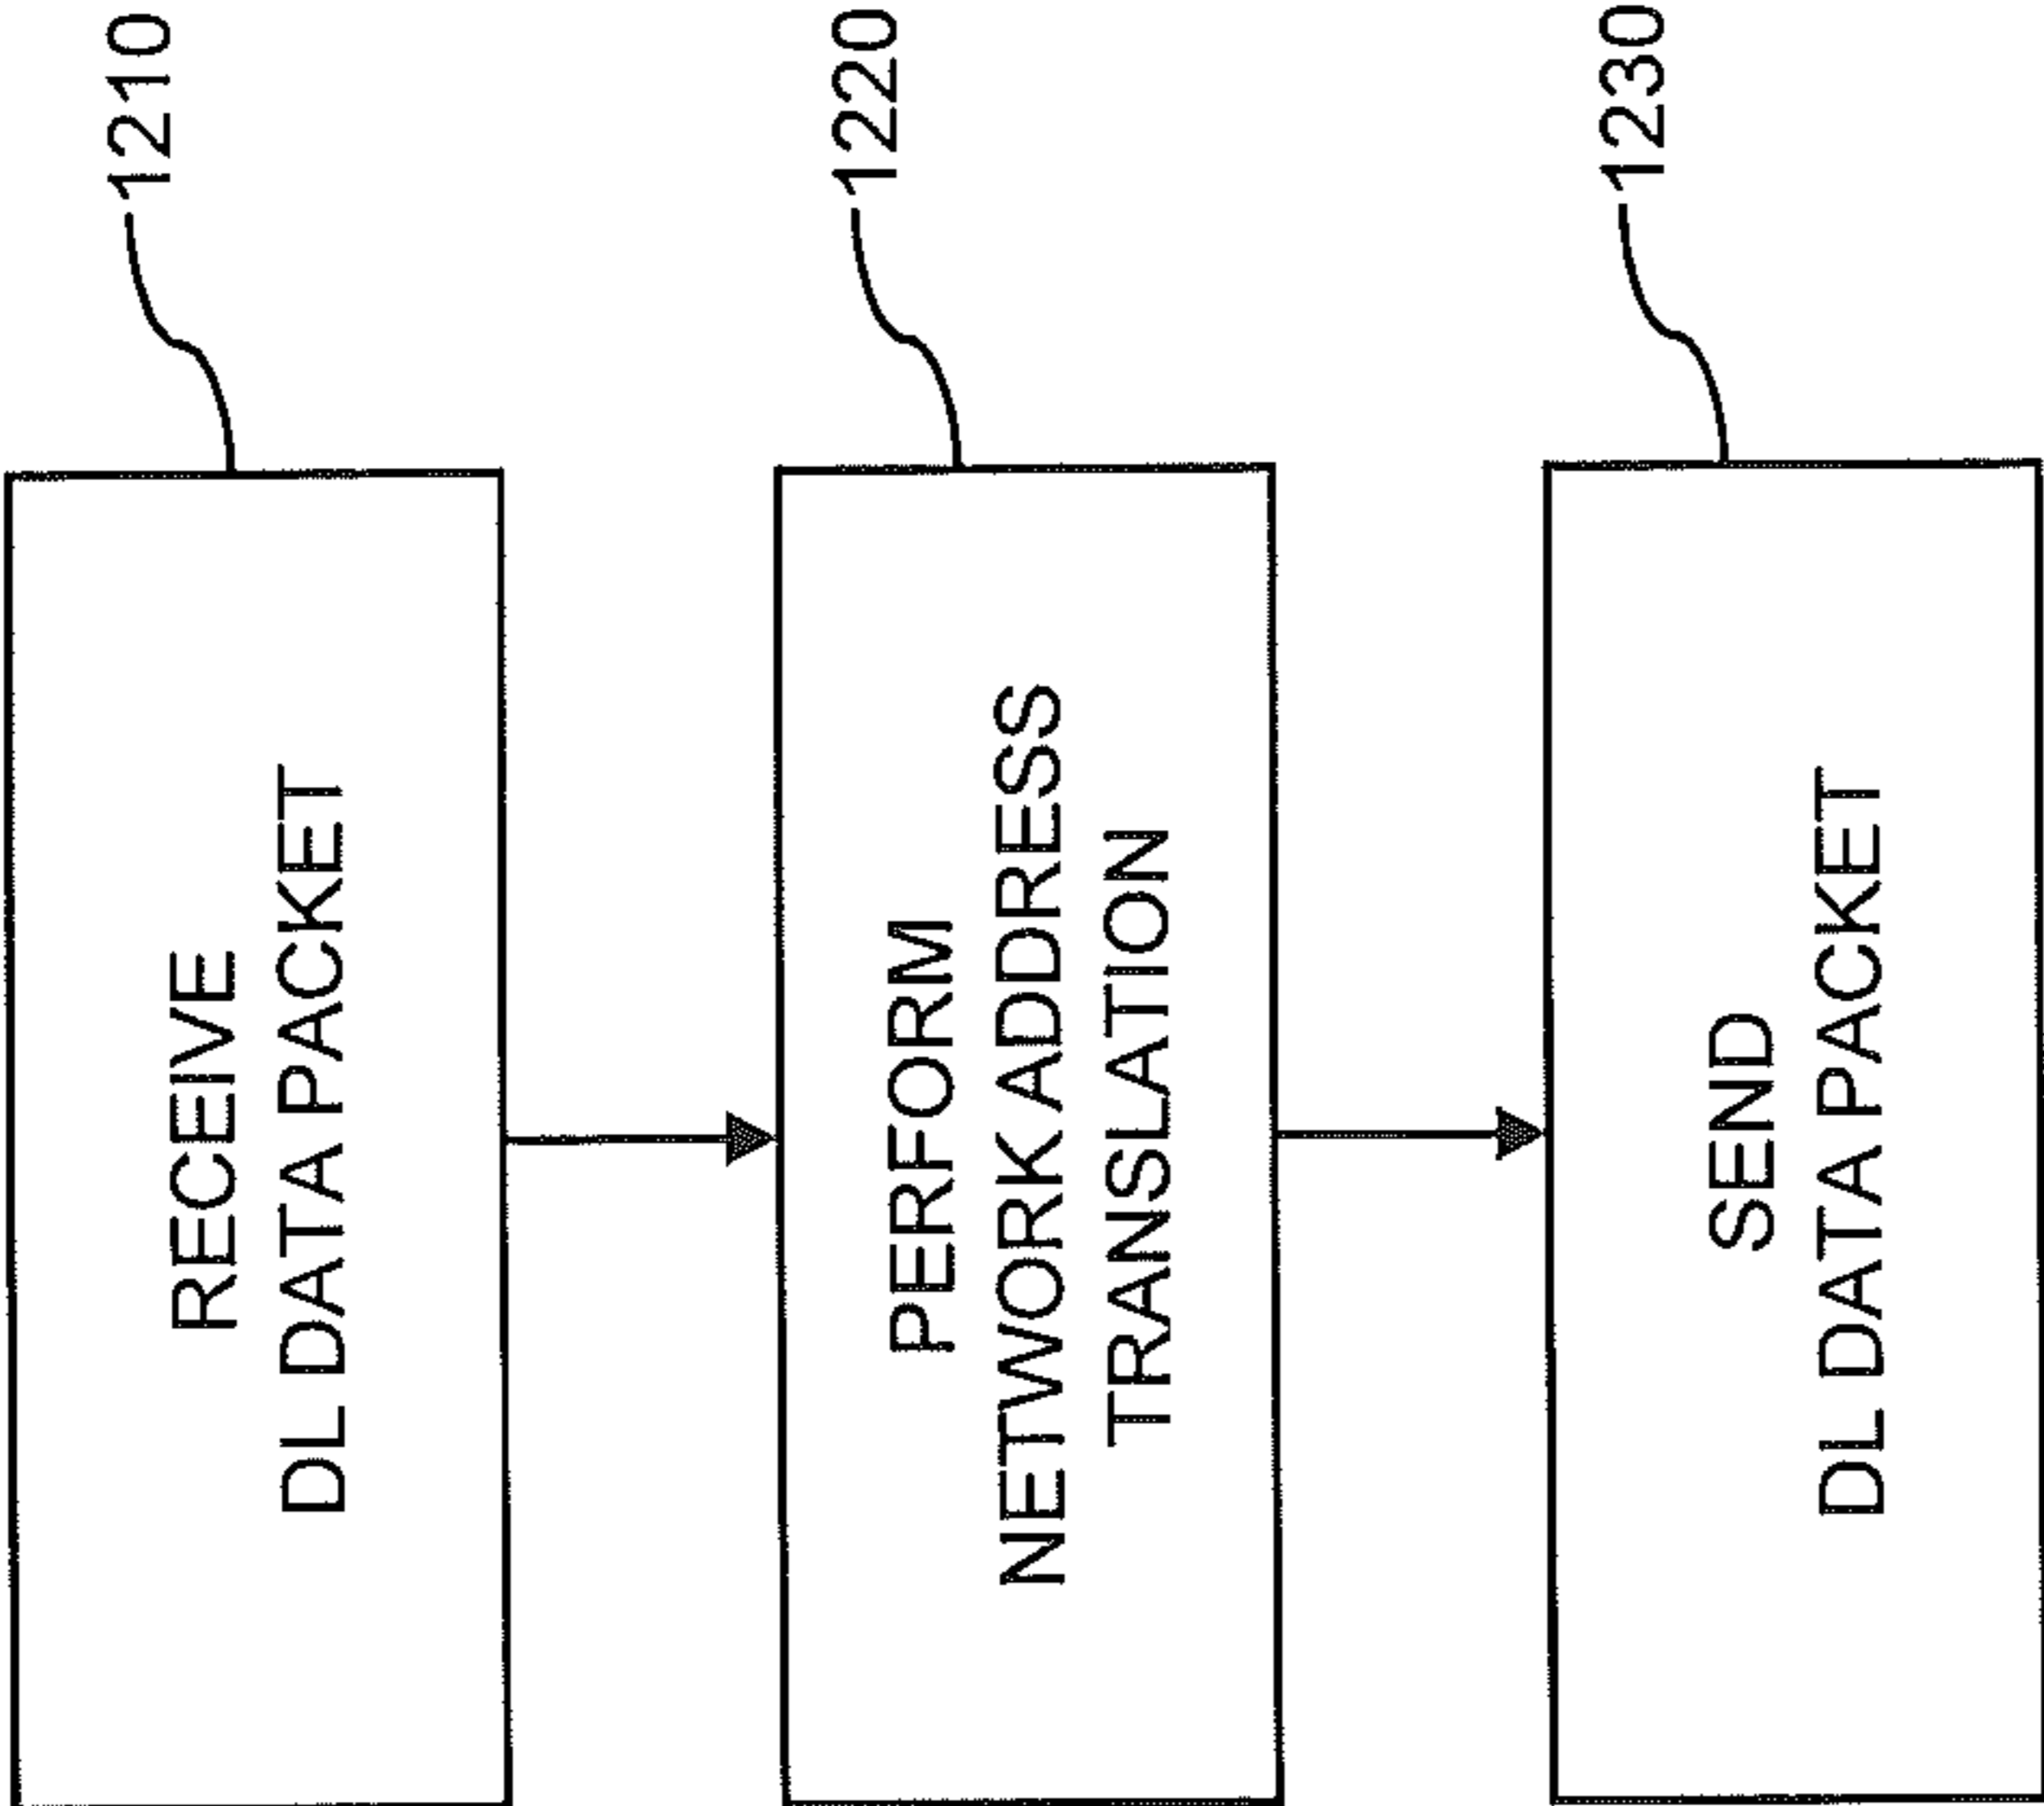 RECEIVE
DL DATA PACKET
1210
PERFORM
NETWORK ADDRESS
TRANSLATION
1220
SEND
DL DATA PACKET
1230